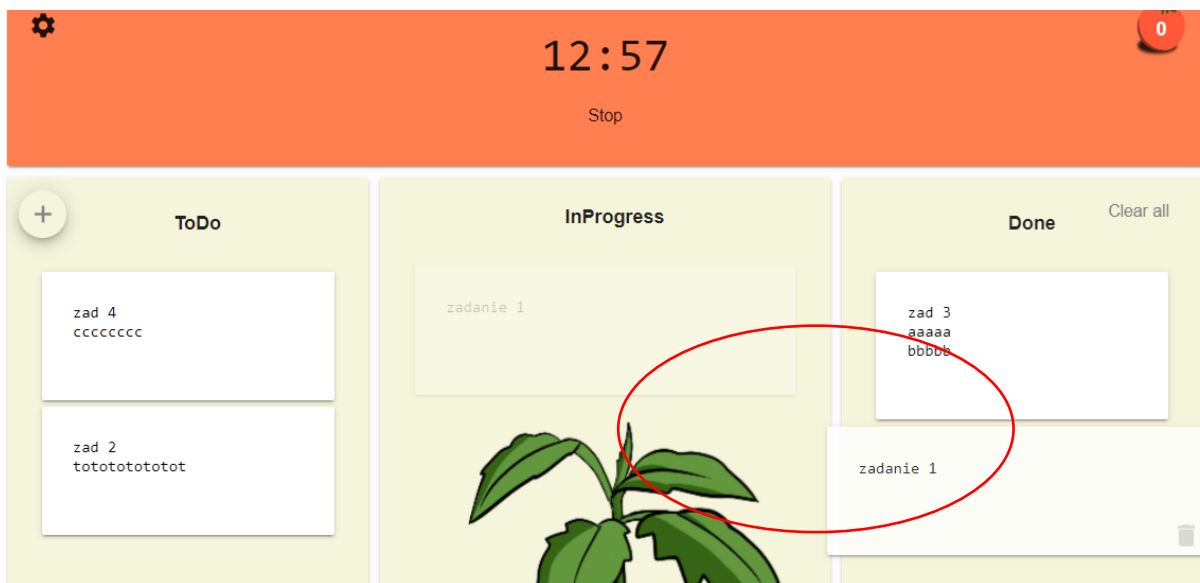 0
12:57
Stop
ToDo
zad 4
cccccccc
zad 2
totototototot
InProgress
zadanie 1
Done
Clear all
zad 3
aaaaa
bbbbb
zadanie 1